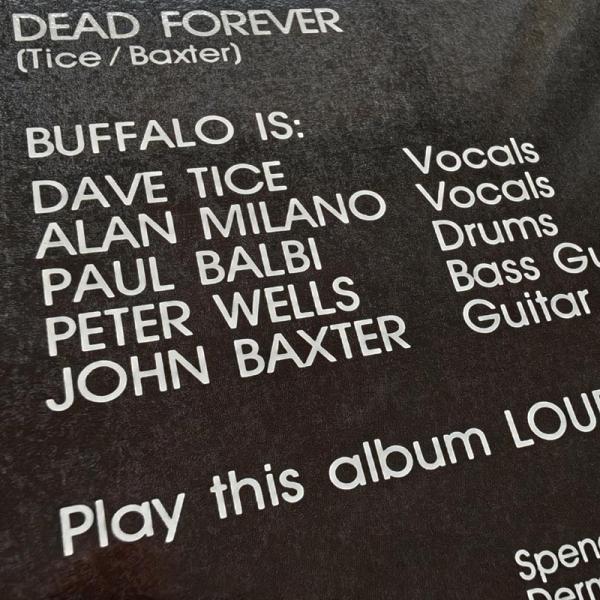 DEAD FOREVER
(Tice / Baxter)
BUFFALO IS:
DAVE TICE Vocals
ALAN MILANO Vocals
PAUL BALBI Drums
PETER WELLS Bass
JOHN BAXTER Guitar
Play this album